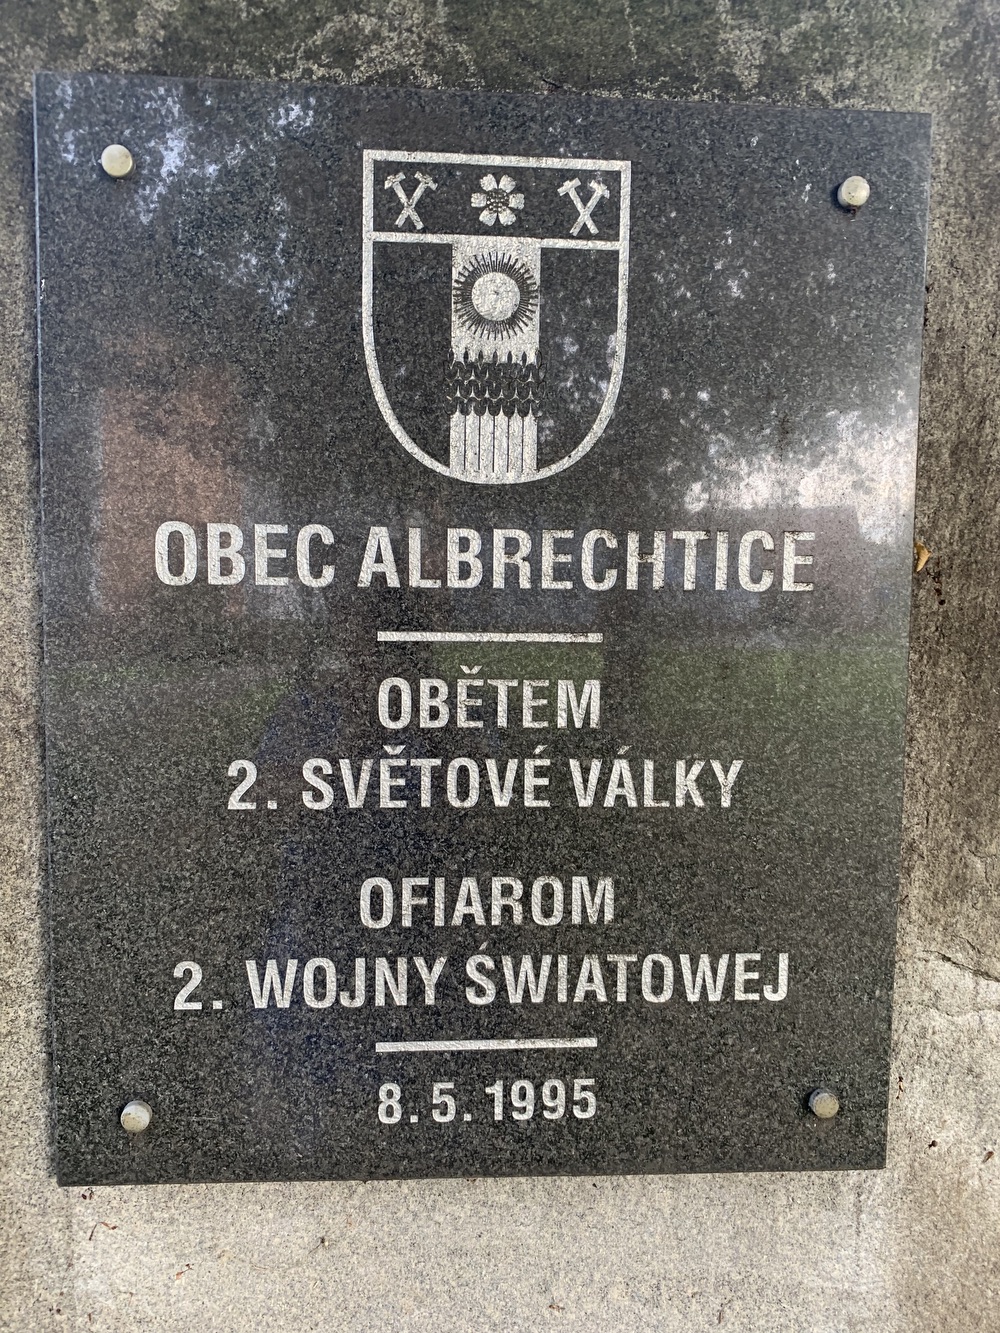 OBEC ALBRECHTICE
OBĚTEM
2. SVĚTOVÉ VÁLKY
OFIAROM
2. WOJNY ŚWIATOWEJ
8.5.1995